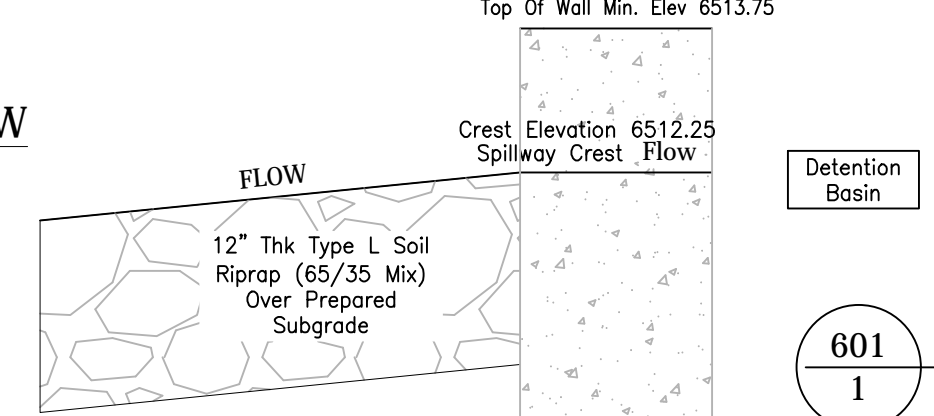 Top Of Wall Min. Elev 6513.75
W
Crest Elevation 6512.25
Spillway Crest Flow
FLOW
Detention
Basin
12" Thk Type L Soil
Riprap (65/35 Mix)
Over Prepared
Subgrade
601
1